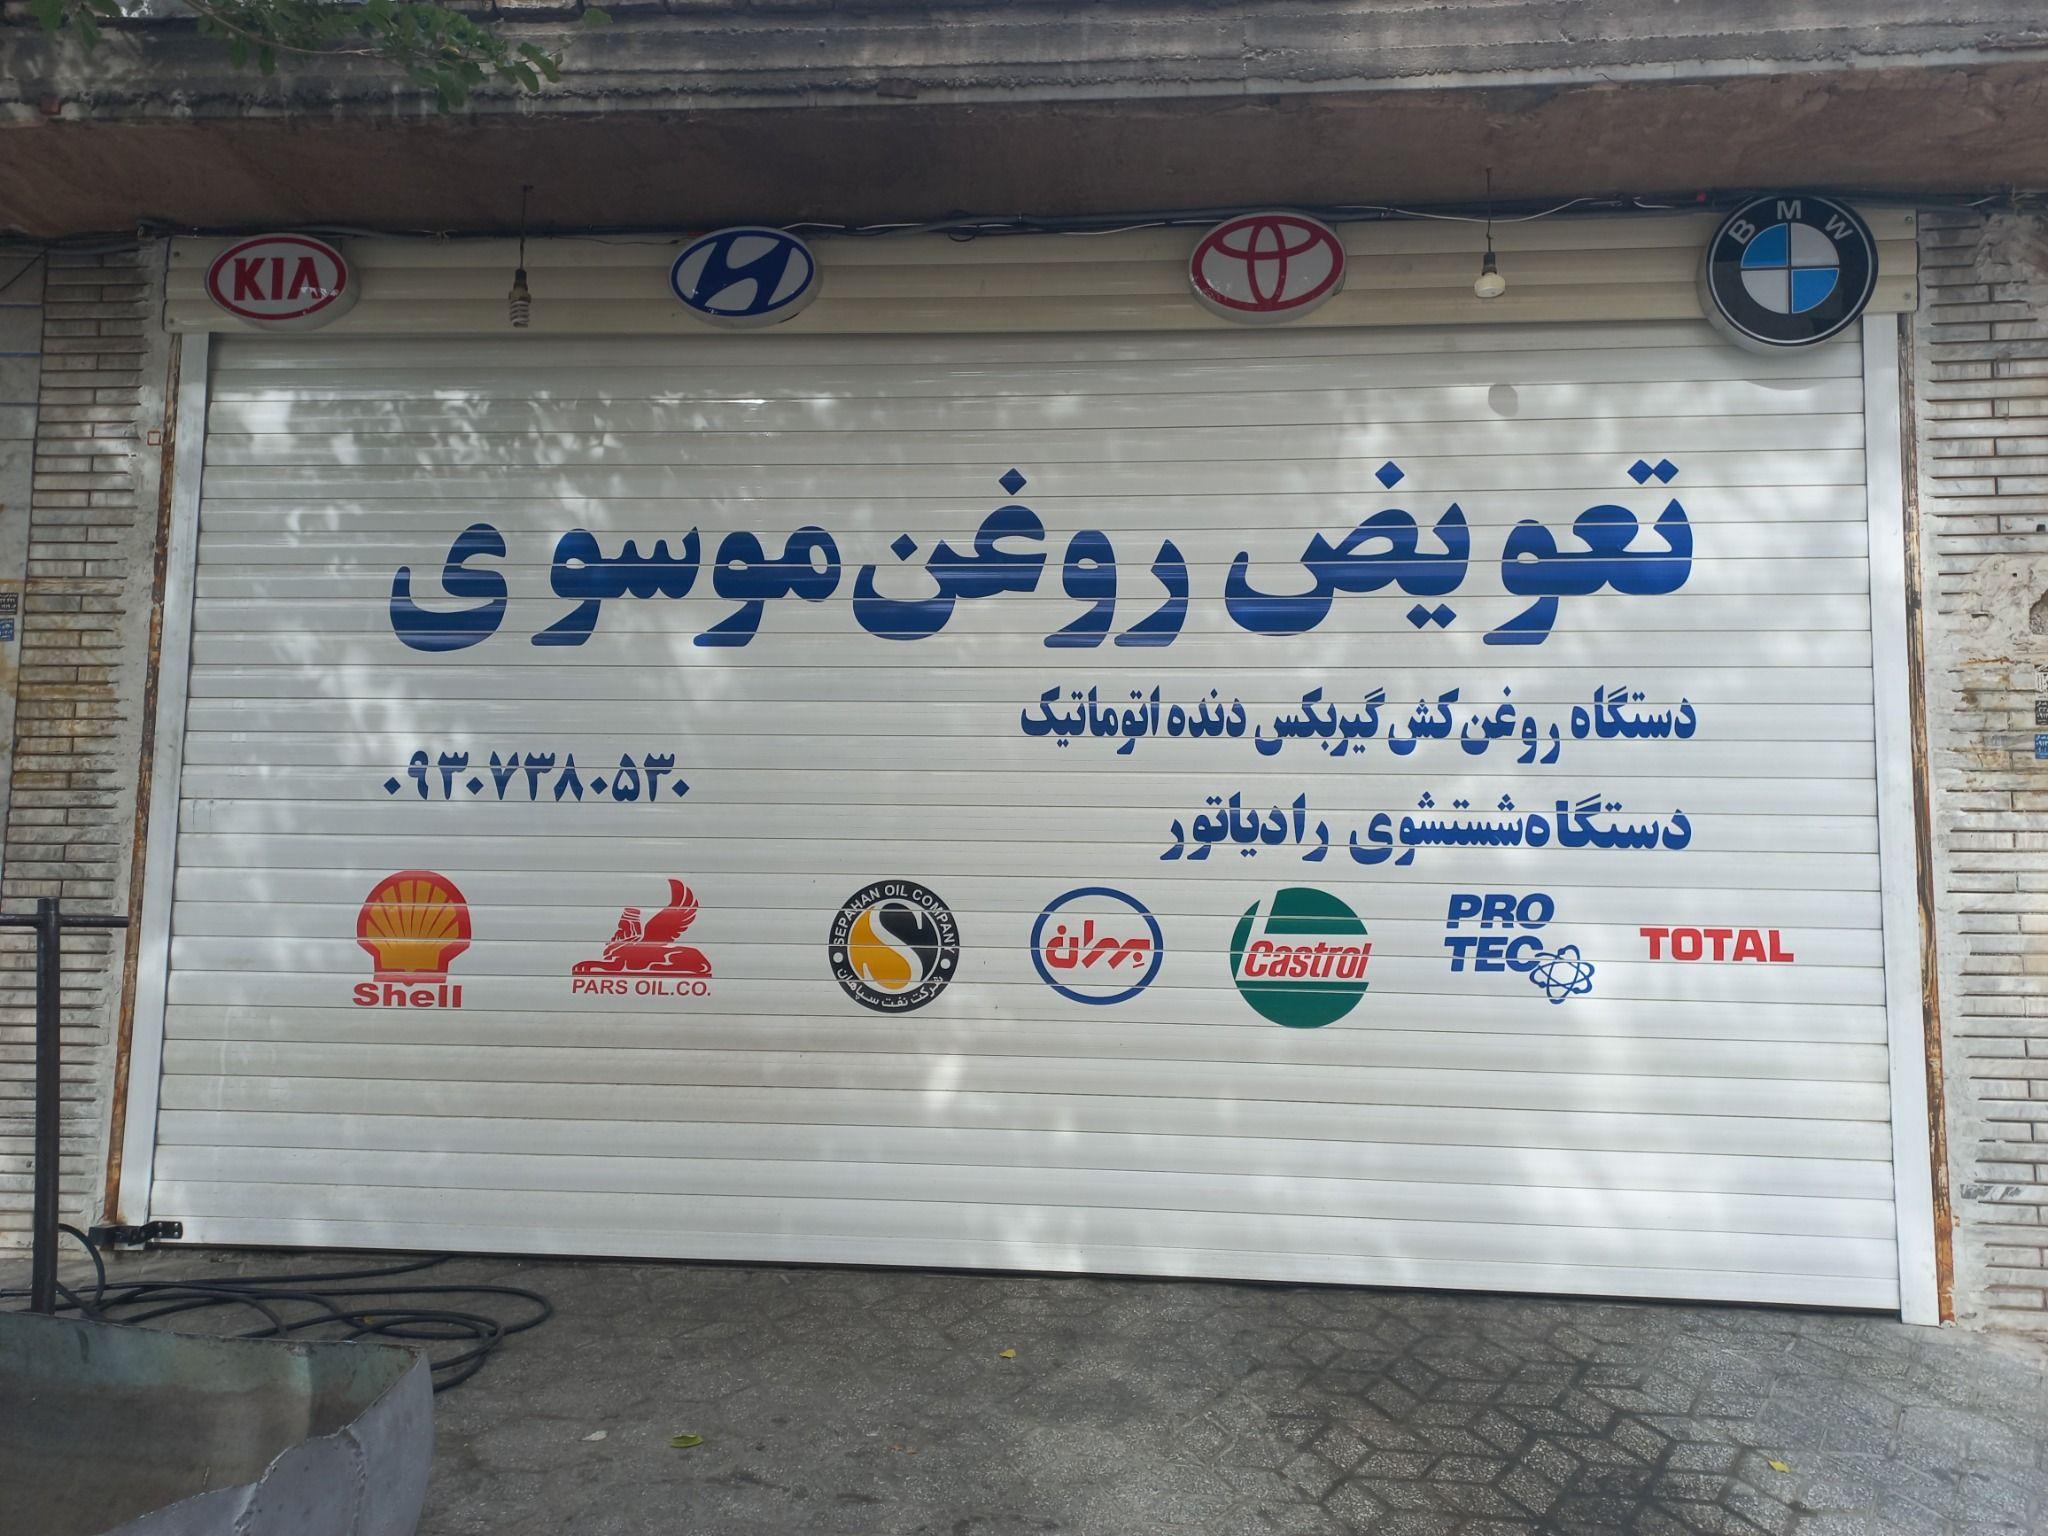 KIA
BMW
تعویض روغن موسوی
دستگاه روغن کش گیربکس دنده اتوماتیک
۰۹۳۰۷۳۸۰۵۳۰
دستگاه شستشوی رادیاتور
Shell
PARS OIL.CO.
SEPAHAN OIL COMPANY
شرکت نفت سپاهان
بهران
Castrol
PRO
TEC
TOTAL